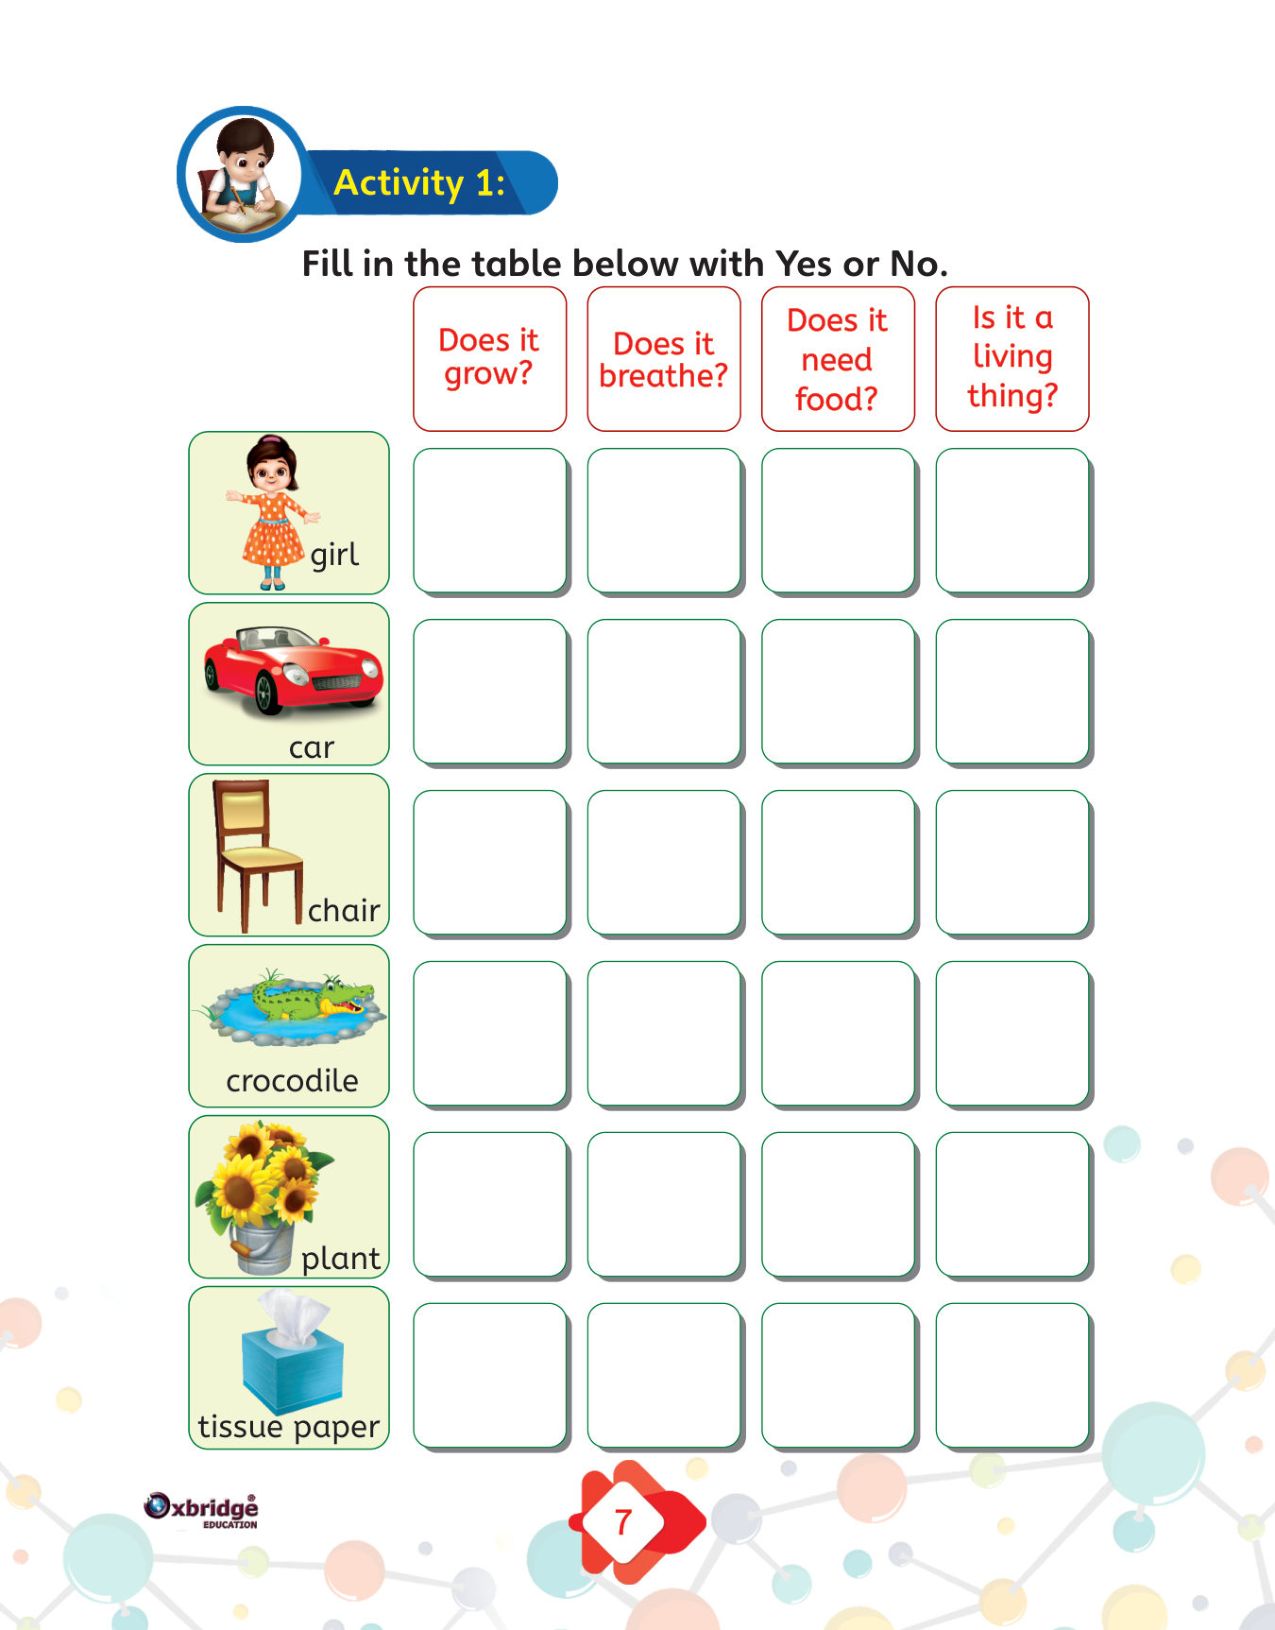 Activity 1:
Fill in the table below with Yes or No.
Does it
grow?
Does it
breathe?
Does it
need
food?
Is it a
living
thing?
girl
car
chair
crocodile
plant
tissue paper
Oxbridge®
EDUCATION
7